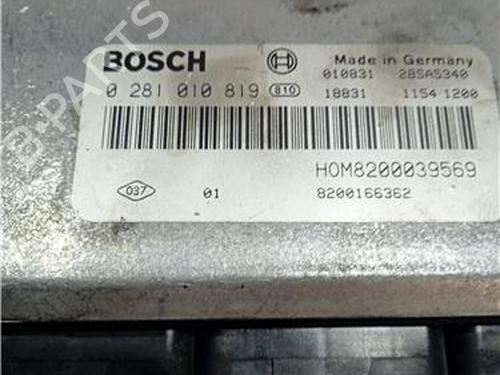 BOSCH
Made in Germany
010831 28SA5340
0 281 010 819 810
18831 1154 1200
HOM8200039569
037 01 8200166362
B-PARTS